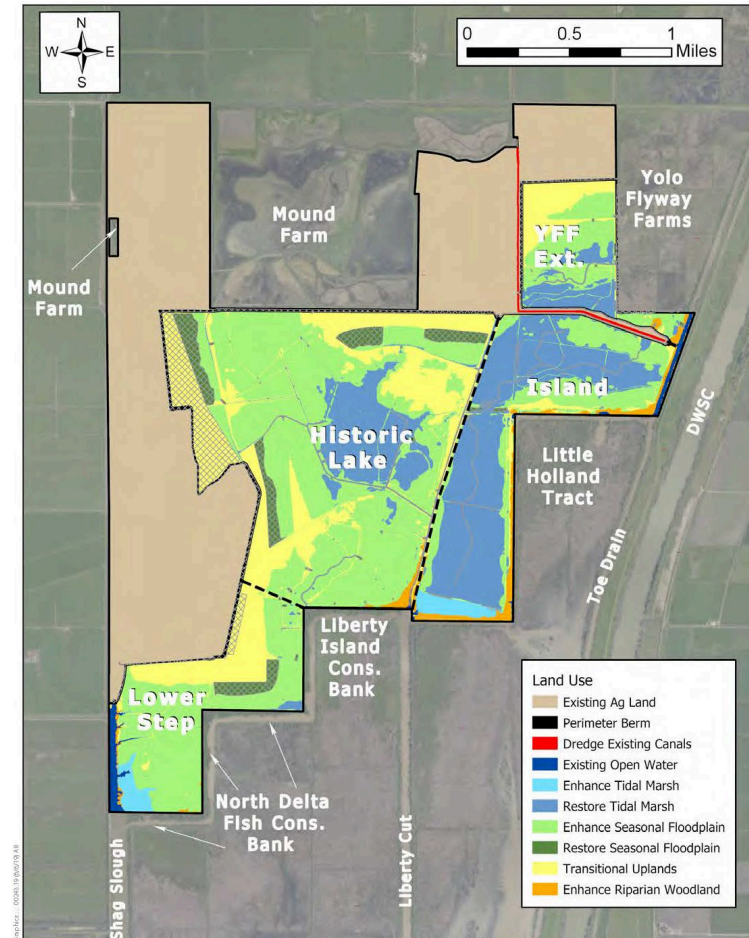 N
W E
S
0 0.5 1
Miles
Mound
Farm
Yolo
Flyway
Farms
YFF
Ext.
Mound
Farm
Island
DWSC
Historic
Lake
Little
Holland
Tract
Toe Drain
Liberty
Island
Cons.
Bank
Lower
Step
North Delta
Fish Cons.
Bank
Shag Slough
Liberty Cut
Land Use
Existing Ag Land
Perimeter Berm
Dredge Existing Canals
Existing Open Water
Enhance Tidal Marsh
Restore Tidal Marsh
Enhance Seasonal Floodplain
Restore Seasonal Floodplain
Transitional Uplands
Enhance Riparian Woodland